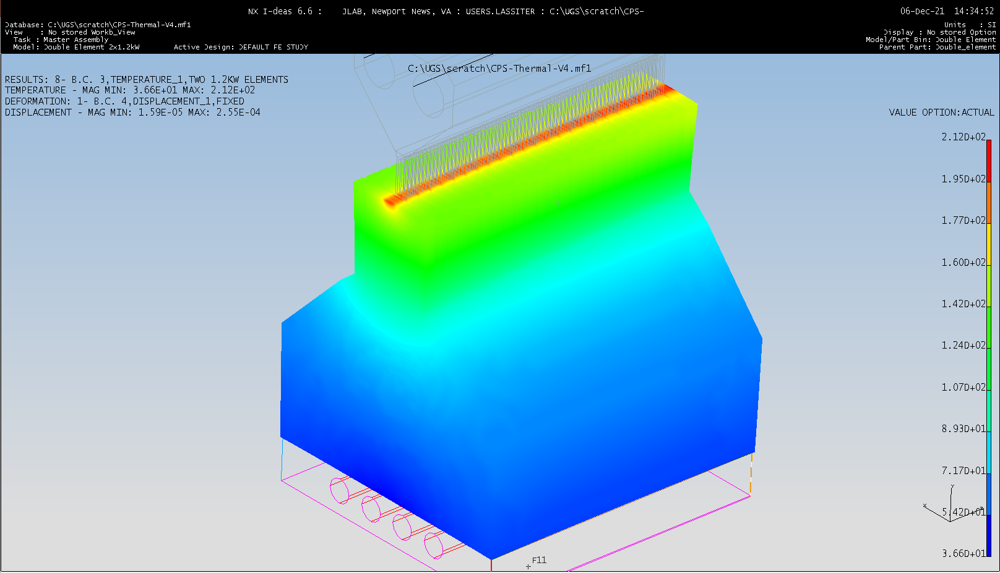 NX I-deas 6.6 :    JLAB, Newport News, VA : USERS.LASSITER : C:\UGS\scratch\CPS-
06-Dec-21  14:34:52
Database: C:\UGS\scratch\CPS-Thermal-V4.mf1
Units   : SI
View    : No stored Workb_View
Display : No stored Option
Task : Master Assembly
Model/Part Bin: Double Element
Model: Double Element 2x1.2kW        Active Design: DEFAULT FE STUDY
Parent Part: Double_element
C:\UGS\scratch\CPS-Thermal-V4.mf1
RESULTS: 8- B.C. 3,TEMPERATURE_1,TWO 1.2KW ELEMENTS
TEMPERATURE - MAG MIN: 3.66E+01 MAX: 2.12E+02
DEFORMATION: 1- B.C. 4,DISPLACEMENT_1,FIXED
DISPLACEMENT - MAG MIN: 1.59E-05 MAX: 2.55E-04
VALUE OPTION:ACTUAL
2.12D+02
1.95D+02
1.77D+02
1.60D+02
1.42D+02
1.24D+02
1.07D+02
8.93D+01
7.17D+01
Y
X
5.42D+01
3.66D+01
F11